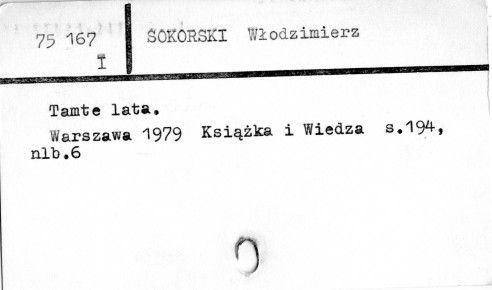 75 167
I
SOKORSKI Włodzimierz
Tamte lata.
Warszawa 1979 Książka i Wiedza s.194,
nlb.6